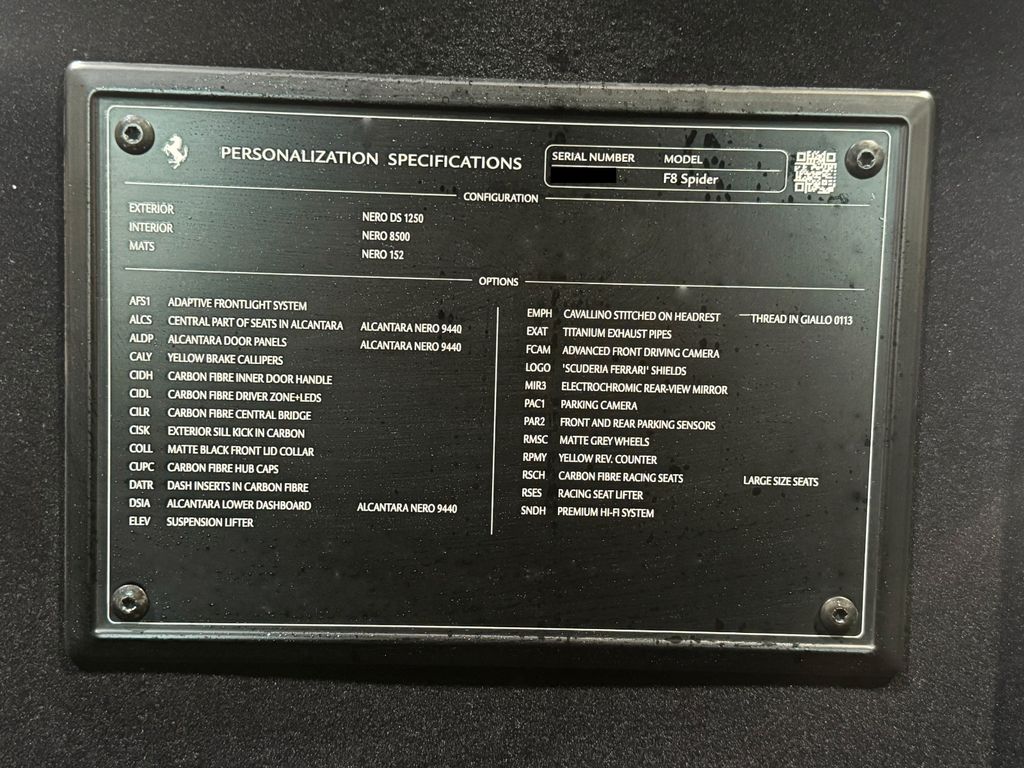 PERSONALIZATION SPECIFICATIONS
SERIAL NUMBER MODEL
F8 Spider
CONFIGURATION
EXTERIOR NERO DS 1250
INTERIOR NERO 8500
MATS NERO 152
OPTIONS
AFS1 ADAPTIVE FRONTLIGHT SYSTEM
ALCS CENTRAL PART OF SEATS IN ALCANTARA ALCANTARA NERO 9440
ALDP ALCANTARA DOOR PANELS ALCANTARA NERO 9440
CALY YELLOW BRAKE CALLIPERS
CIDH CARBON FIBRE INNER DOOR HANDLE
CIDL CARBON FIBRE DRIVER ZONE+LEDS
CILR CARBON FIBRE CENTRAL BRIDGE
CISK EXTERIOR SILL KICK IN CARBON
COLL MATTE BLACK FRONT LID COLLAR
CUPC CARBON FIBRE HUB CAPS
DATR DASH INSERTS IN CARBON FIBRE
DSIA ALCANTARA LOWER DASHBOARD ALCANTARA NERO 9440
ELEV SUSPENSION LIFTER
EMPH CAVALLINO STITCHED ON HEADREST THREAD IN GIALLO 0113
EXAT TITANIUM EXHAUST PIPES
FCAM ADVANCED FRONT DRIVING CAMERA
LOGO 'SCUDERIA FERRARI' SHIELDS
MIR3 ELECTROCHROMIC REAR-VIEW MIRROR
PAC1 PARKING CAMERA
PAR2 FRONT AND REAR PARKING SENSORS
RMSC MATTE GREY WHEELS
RPMY YELLOW REV. COUNTER
RSCH CARBON FIBRE RACING SEATS LARGE SIZE SEATS
RSES RACING SEAT LIFTER
SNDH PREMIUM HI-FI SYSTEM